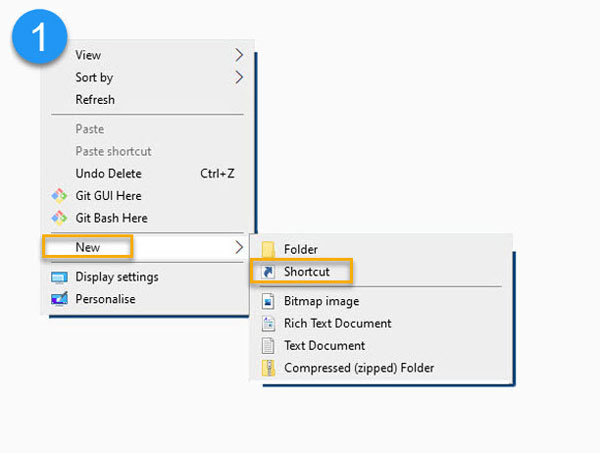 1
View
Sort by
Refresh
Paste
Paste shortcut
Undo Delete Ctrl+Z
Git GUI Here
Git Bash Here
New
Display settings
Personalise
Folder
Shortcut
Bitmap image
Rich Text Document
Text Document
Compressed (zipped) Folder